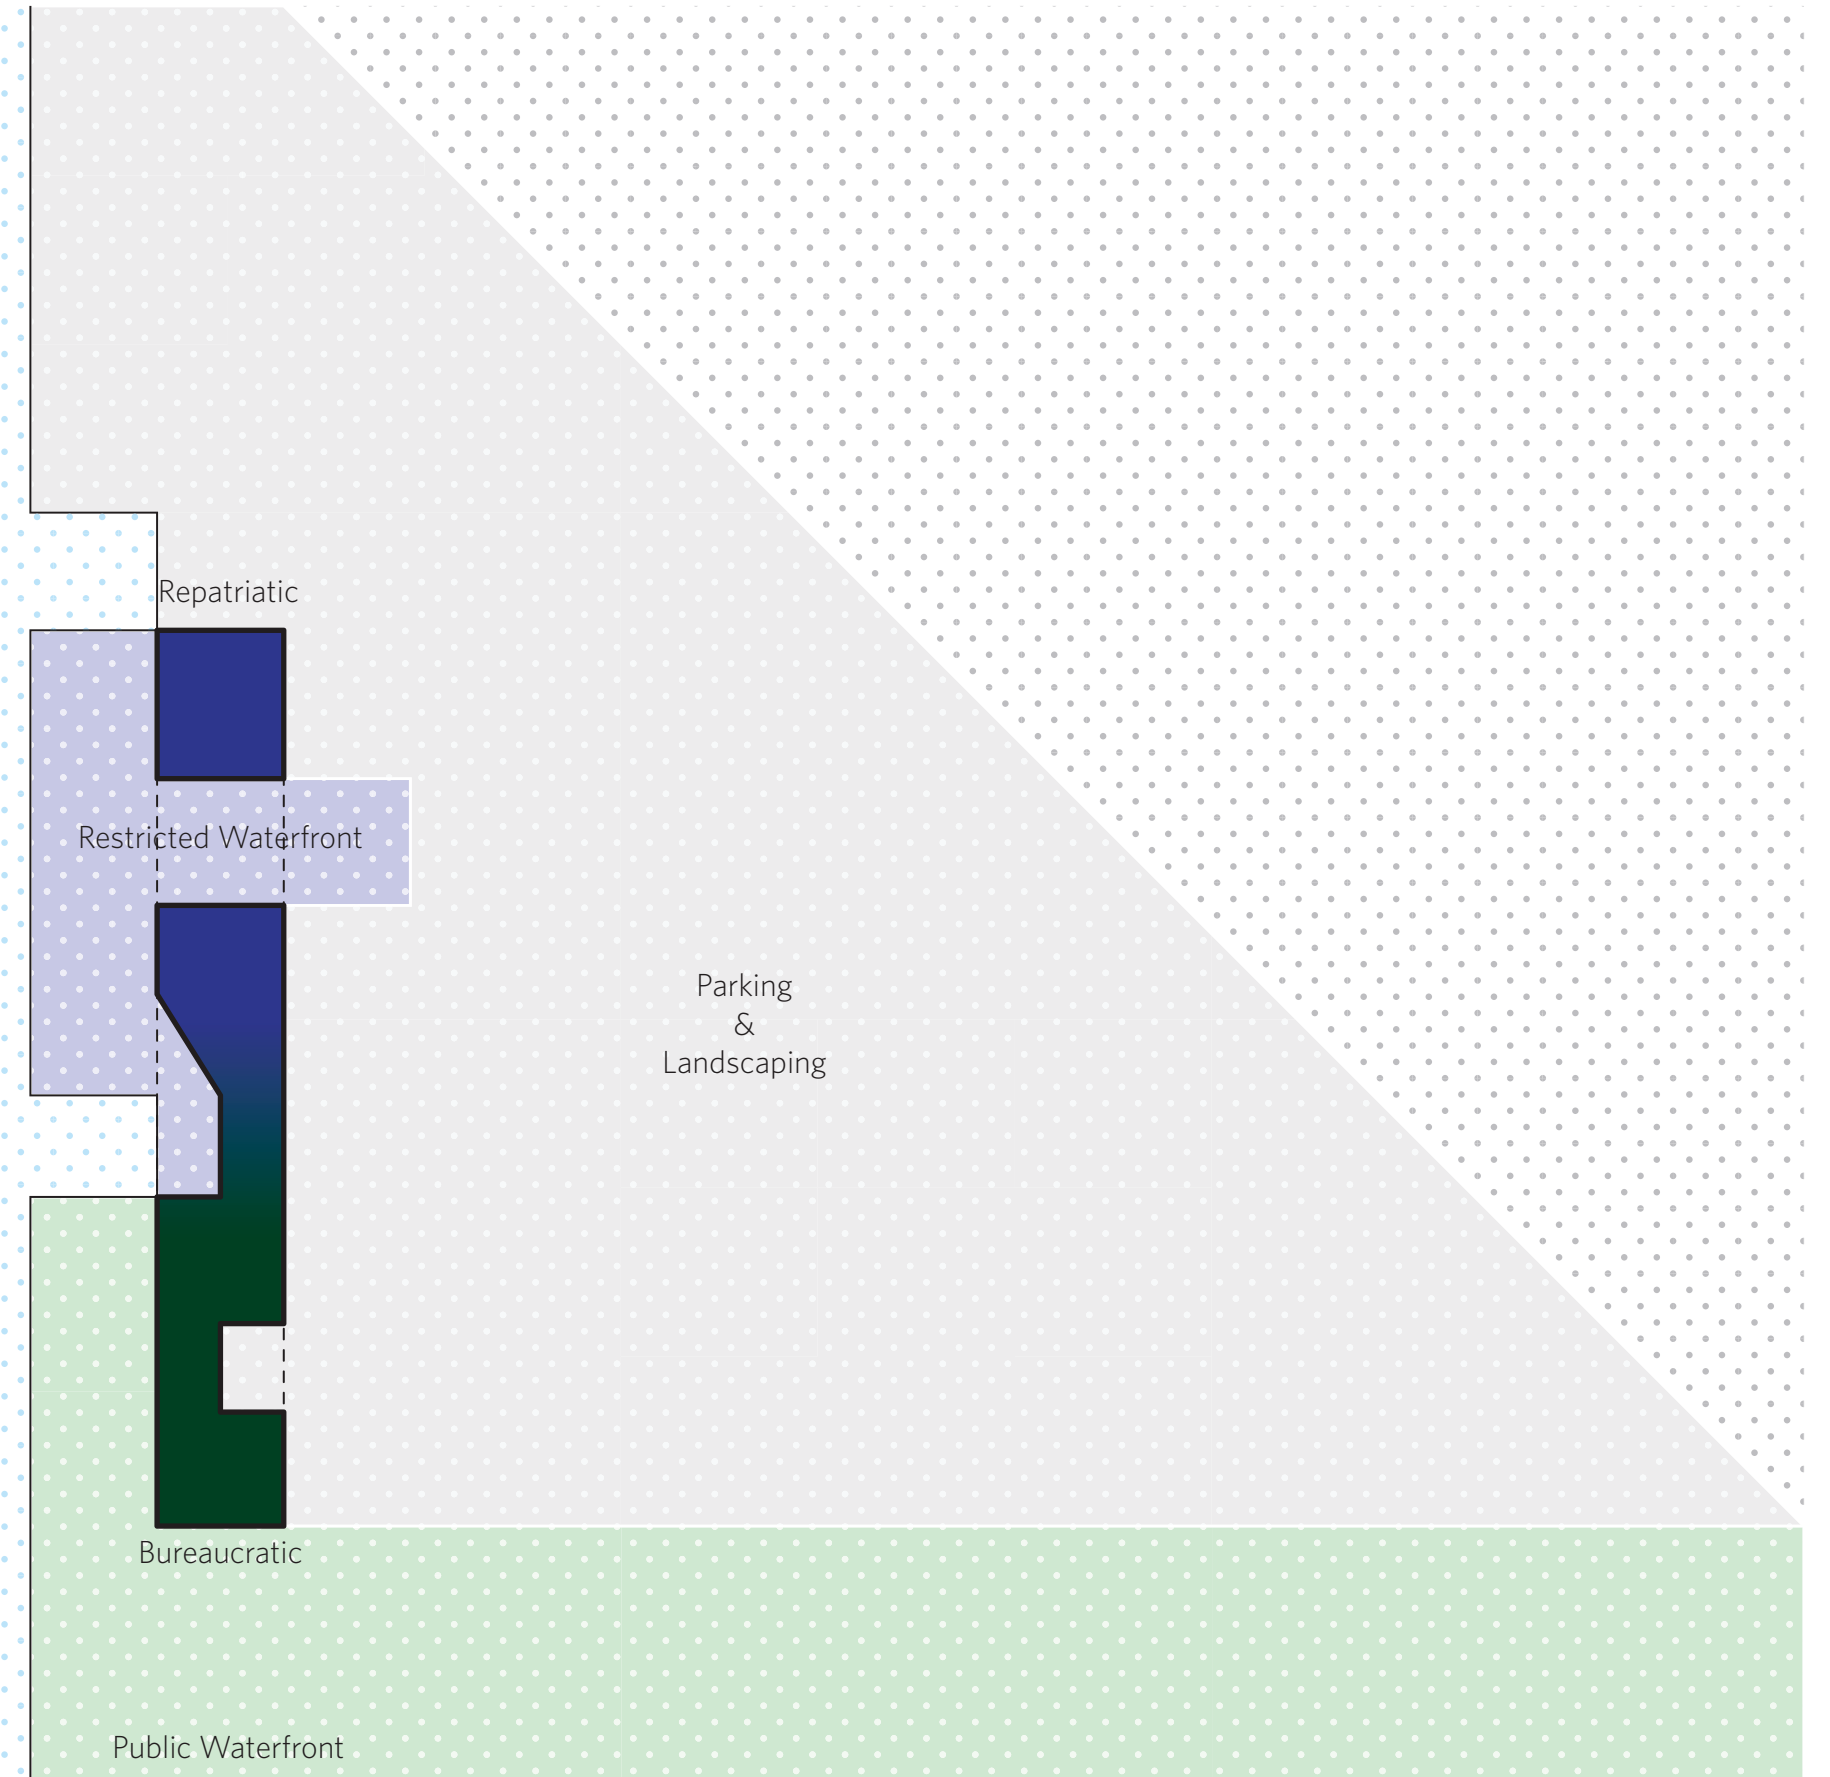 Repatriatic
Restricted Waterfront
Parking
&
Landscaping
Bureaucratic
Public Waterfront